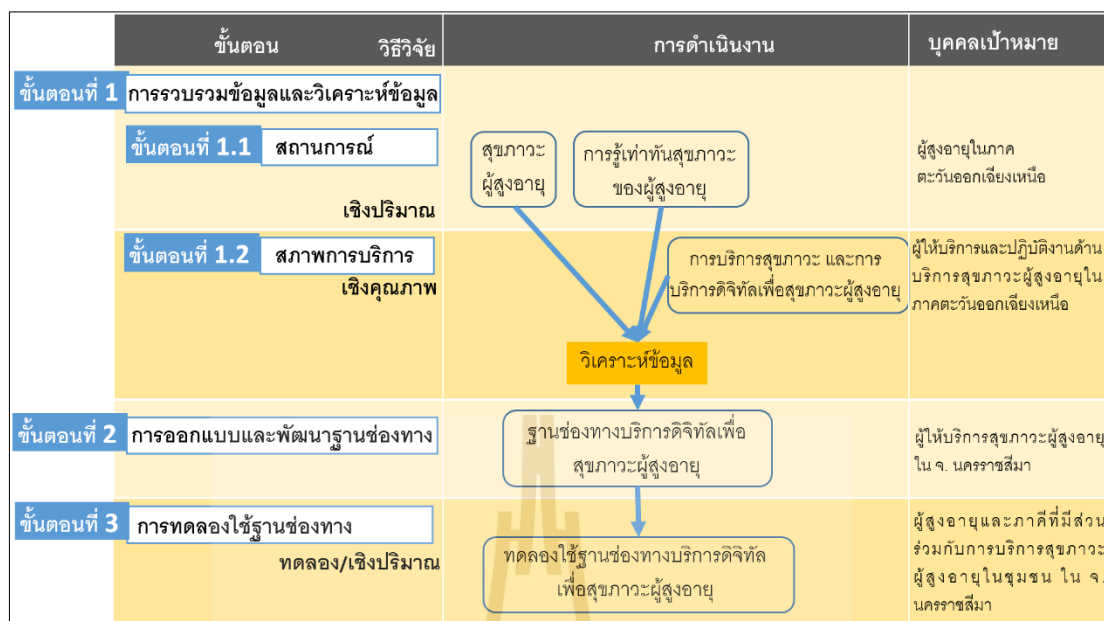 ขั้นตอน
วิธีวิจัย
การดำเนินงาน
บุคคลเป้าหมาย
ขั้นตอนที่ 1
การรวบรวมข้อมูลและวิเคราะห์ข้อมูล
ขั้นตอนที่ 1.1
สถานการณ์
เชิงปริมาณ
สุขภาวะ
ผู้สูงอายุ
การรู้เท่าทันสุขภาวะ
ของผู้สูงอายุ
ผู้สูงอายุในภาค
ตะวันออกเฉียงเหนือ
ขั้นตอนที่ 1.2
สภาพการบริการ
เชิงคุณภาพ
การบริการสุขภาวะ และการ
บริการดิจิทัลเพื่อสุขภาวะผู้สูงอายุ
ผู้ให้บริการและปฏิบัติงานด้าน
บริการสุขภาวะผู้สูงอายุใน
ภาคตะวันออกเฉียงเหนือ
วิเคราะห์ข้อมูล
ขั้นตอนที่ 2
การออกแบบและพัฒนาฐานช่องทาง
ฐานช่องทางบริการดิจิทัลเพื่อ
สุขภาวะผู้สูงอายุ
ผู้ให้บริการสุขภาวะผู้สูงอายุ
ใน จ. นครราชสีมา
ขั้นตอนที่ 3
การทดลองใช้ฐานช่องทาง
ทดลอง/เชิงปริมาณ
ทดลองใช้ฐานช่องทางบริการดิจิทัล
เพื่อสุขภาวะผู้สูงอายุ
ผู้สูงอายุและภาคีที่มีส่วน
ร่วมกับการบริการสุขภาวะ
ผู้สูงอายุในชุมชน ใน จ.
นครราชสีมา